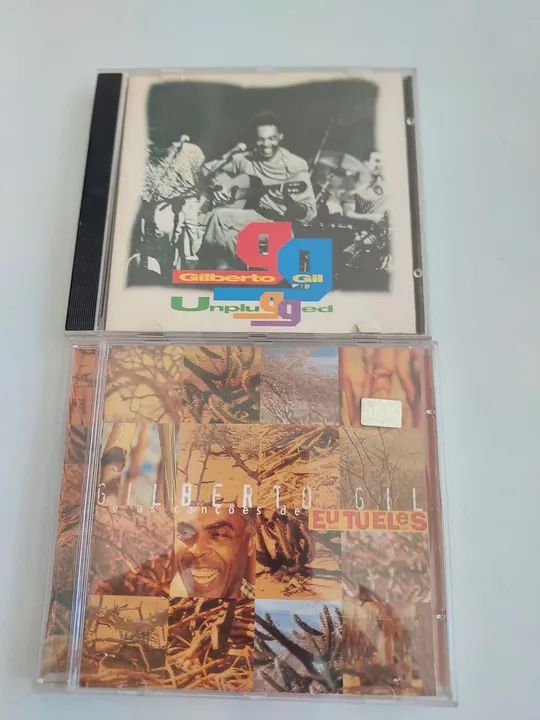 Gilberto Gil
Unplugged
GILBERTO GIL
e as canções de
EU TU ELES